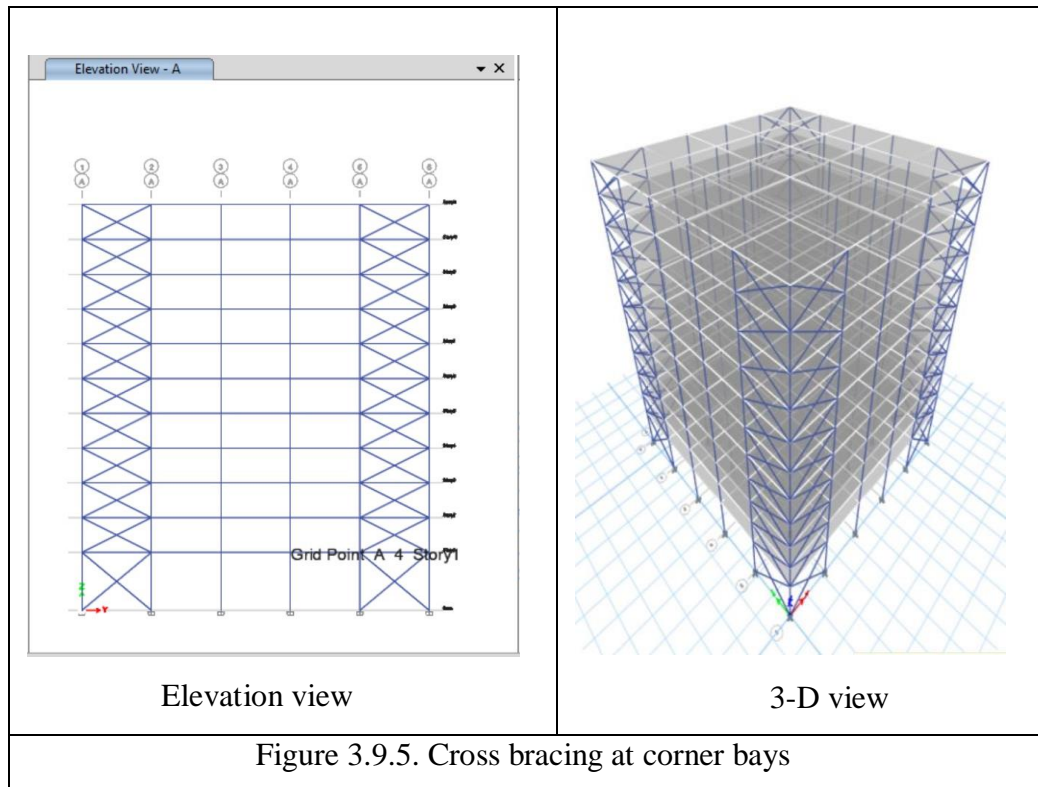 Elevation View - A
1 2 3 4 5 6
A A A A A A
Grid Point A 4 Story1
Z
Y
Elevation view
3-D view
Figure 3.9.5. Cross bracing at corner bays